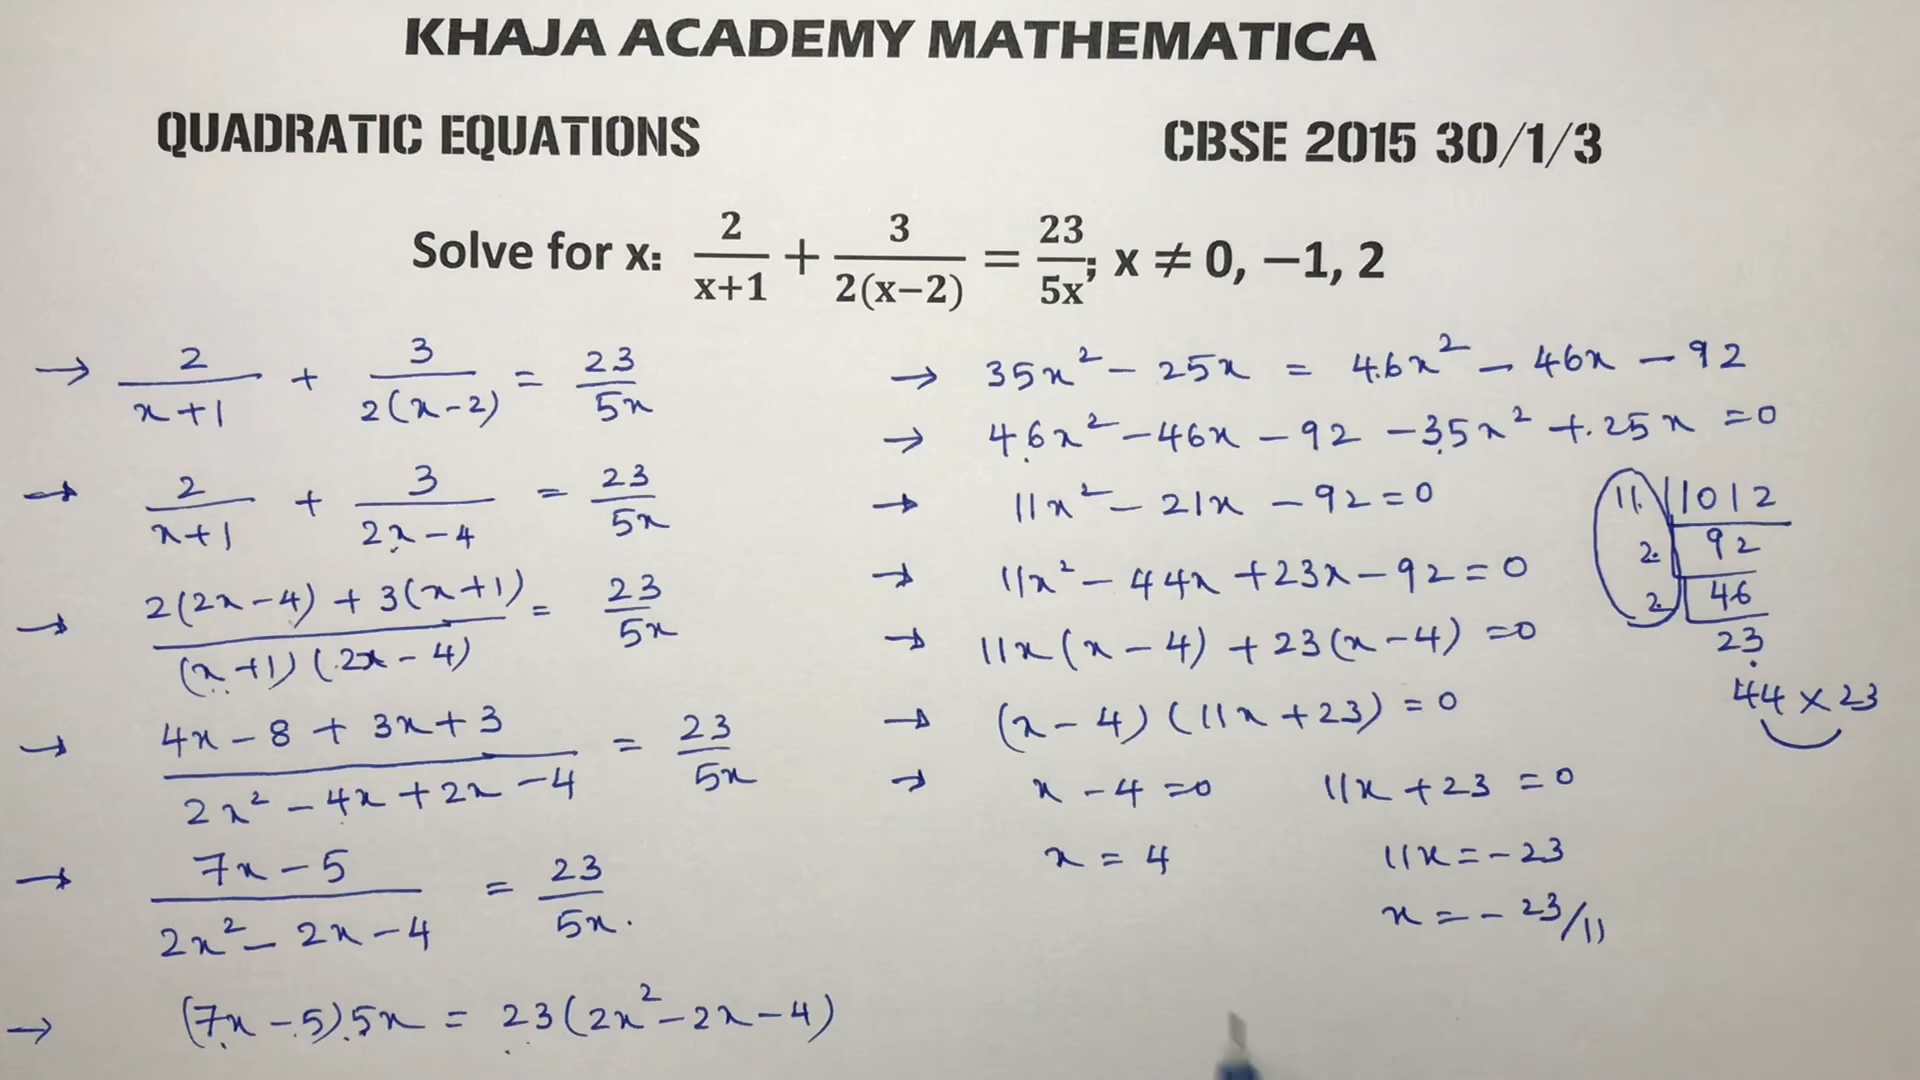 KHAJA ACADEMY MATHEMATICA
QUADRATIC EQUATIONS
CBSE 2015 30/1/3
Solve for x: 2/(x+1) + 3/(2(x−2)) = 23/5x; x ≠ 0, −1, 2
→ 2/(x+1) + 3/(2(x-2)) = 23/5x
→ 2/(x+1) + 3/(2x-4) = 23/5x
→ (2(2x-4) + 3(x+1))/((x+1)(2x-4)) = 23/5x
→ (4x-8+3x+3)/(2x²-4x+2x-4) = 23/5x
→ (7x-5)/(2x²-2x-4) = 23/5x.
→ (7x-5)5x = 23(2x²-2x-4)
→ 35x² - 25x = 46x² - 46x - 92
→ 46x² - 46x - 92 - 35x² + 25x = 0
→ 11x² - 21x - 92 = 0
→ 11x² - 44x + 23x - 92 = 0
→ 11x(x-4) + 23(x-4) = 0
→ (x-4)(11x+23) = 0
→ x-4=0 11x+23=0
x=4 11x=-23
x=-23/11
11 1012
2 92
2 46
23
44×23